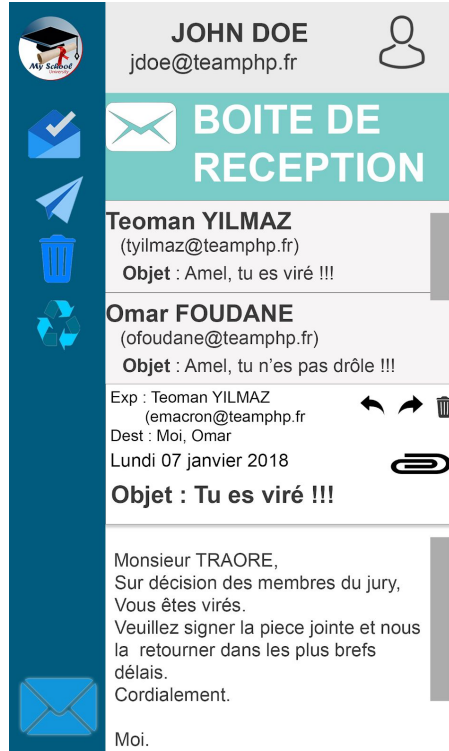 My School
University
JOHN DOE
jdoe@teamphp.fr
BOITE DE
RECEPTION
Teoman YILMAZ
(tyilmaz@teamphp.fr)
Objet : Amel, tu es viré !!!
Omar FOUDANE
(ofoudane@teamphp.fr)
Objet : Amel, tu n’es pas drôle !!!
Exp : Teoman YILMAZ
(emacron@teamphp.fr
Dest : Moi, Omar
Lundi 07 janvier 2018
Objet : Tu es viré !!!
Monsieur TRAORE,
Sur décision des membres du jury,
Vous êtes virés.
Veuillez signer la piece jointe et nous
la retourner dans les plus brefs
délais.
Cordialement.
Moi.